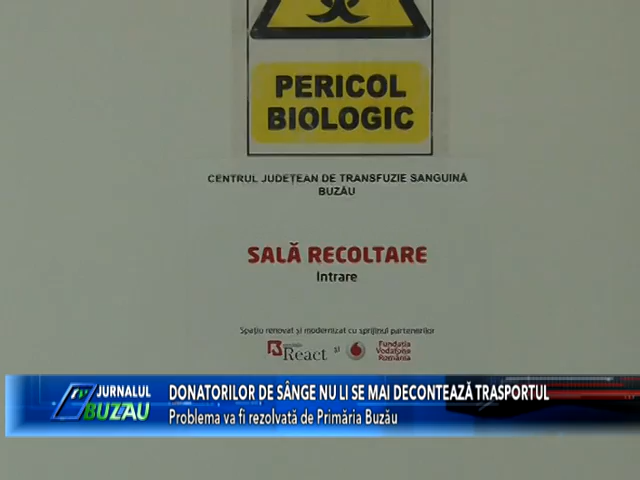 PERICOL
BIOLOGIC
CENTRUL JUDEȚEAN DE TRANSFUZIE SANGUINĂ
BUZĂU
SALĂ RECOLTARE
Intrare
Spațiu renovat și modernizat cu sprijinul partenerilor
React și Fundația Vodafone România
TV JURNALUL
BUZAU
DONATORILOR DE SÂNGE NU LI SE MAI DECONTEAZĂ TRASPORTUL
Problema va fi rezolvată de Primăria Buzău